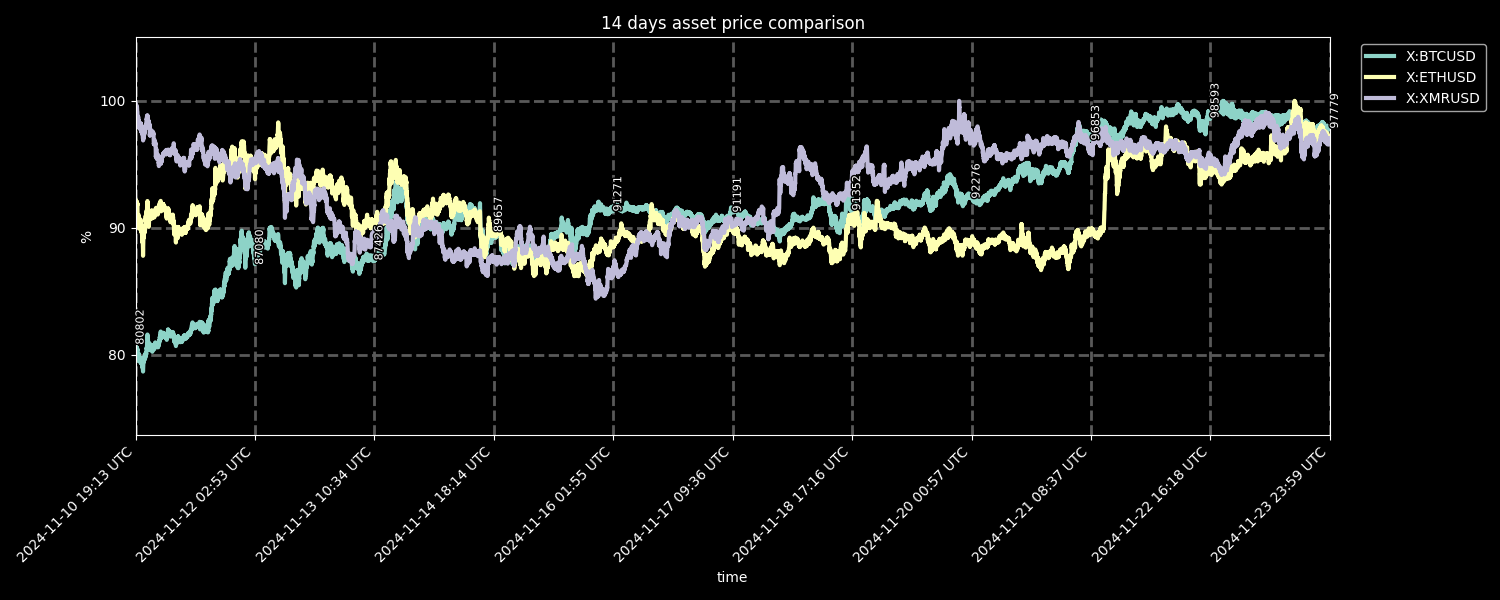 14 days asset price comparison
X:BTCUSD
X:ETHUSD
X:XMRUSD
%
100
90
80
80802
87080
87426
89657
91271
91191
91352
92276
96853
98593
97779
2024-11-10 19:13 UTC
2024-11-12 02:53 UTC
2024-11-13 10:34 UTC
2024-11-14 18:14 UTC
2024-11-16 01:55 UTC
2024-11-17 09:36 UTC
2024-11-18 17:16 UTC
2024-11-20 00:57 UTC
2024-11-21 08:37 UTC
2024-11-22 16:18 UTC
2024-11-23 23:59 UTC
time